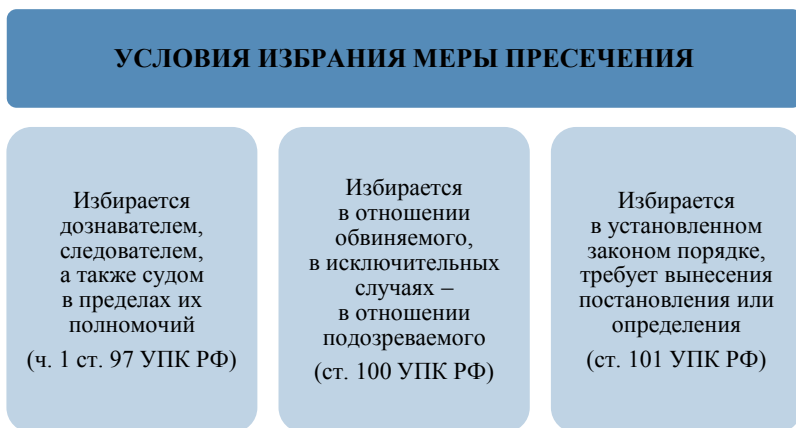 УСЛОВИЯ ИЗБРАНИЯ МЕРЫ ПРЕСЕЧЕНИЯ
Избирается
дознавателем,
следователем,
а также судом
в пределах их
полномочий
(ч. 1 ст. 97 УПК РФ)
Избирается
в отношении
обвиняемого,
в исключительных
случаях –
в отношении
подозреваемого
(ст. 100 УПК РФ)
Избирается
в установленном
законом порядке,
требует вынесения
постановления или
определения
(ст. 101 УПК РФ)